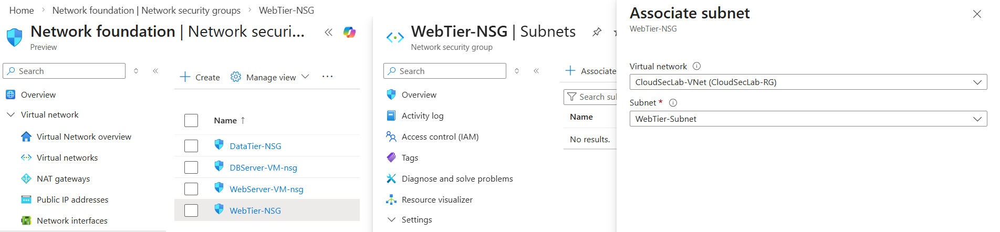 Home > Network foundation | Network security groups > WebTier-NSG
Network foundation | Network securi...
Preview
Search
Overview
Virtual network
Virtual Network overview
Virtual networks
NAT gateways
Public IP addresses
Network interfaces
Create
Manage view
Name ↑
DataTier-NSG
DBServer-VM-nsg
WebServer-VM-nsg
WebTier-NSG
WebTier-NSG | Subnets
Network security group
Search
Overview
Activity log
Access control (IAM)
Tags
Diagnose and solve problems
Resource visualizer
Settings
Associate
Search su
Name
No results.
Associate subnet
WebTier-NSG
Virtual network
CloudSecLab-VNet (CloudSecLab-RG)
Subnet *
WebTier-Subnet